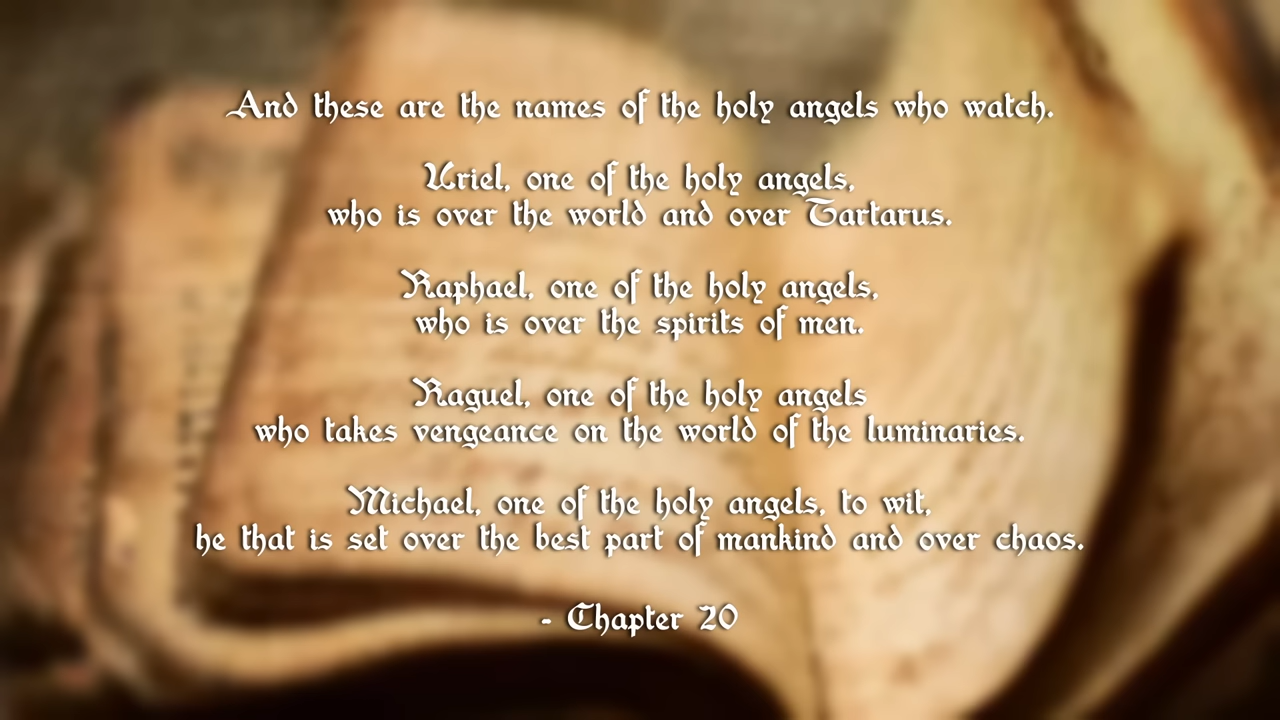 And these are the names of the holy angels who watch.
Uriel, one of the holy angels,
who is over the world and over Tartarus.
Raphael, one of the holy angels,
who is over the spirits of men.
Raguel, one of the holy angels
who takes vengeance on the world of the luminaries.
Michael, one of the holy angels, to wit,
he that is set over the best part of mankind and over chaos.
- Chapter 20